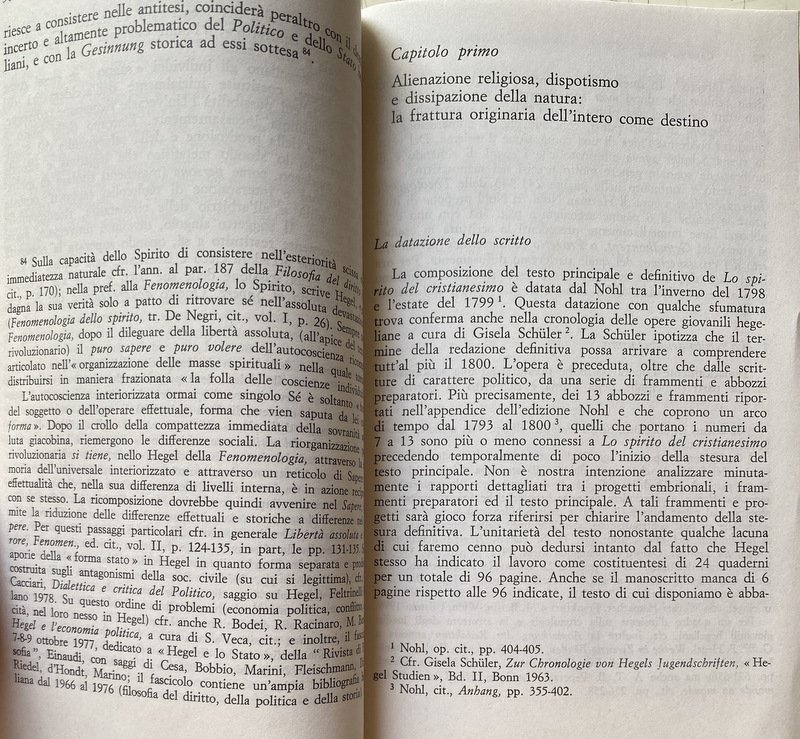 riesce a consistere nelle antitesi, coinciderà peraltro con il
incerto e altamente problematico del Politico e dello Stato
liani, e con la Gesinnung storica ad essi sottesa 84.
84 Sulla capacità dello Spirito di consistere nell'esteriorità scissa
immediatezza naturale cfr. l'ann. al par. 187 della Filosofia del diritto
cit., p. 170); nella pref. alla Fenomenologia, lo Spirito, scrive Hegel,
dagna la sua verità solo a patto di ritrovare sé nell'assoluta
(Fenomenologia dello spirito, tr. De Negri, cit., vol. I, p. 26). Sempre
Fenomenologia, dopo il dileguare della libertà assoluta, (all'apice del
rivoluzionario) il puro sapere e puro volere dell'autocoscienza
articolato nell'« organizzazione delle masse spirituali » nella quale
distribuirsi in maniera frazionata « la folla delle coscienze
L'autocoscienza interiorizzata ormai come singolo Sé è soltanto
del soggetto o dell'operare effettuale, forma che vien saputa da lei
forma ». Dopo il crollo della compattezza immediata della sovranità
luta giacobina, riemergono le differenze sociali. La riorganizzazione
rivoluzionaria si tiene, nello Hegel della Fenomenologia, attraverso la
moria dell'universale interiorizzato e attraverso un reticolo di
effettualità che, nella sua differenza di livelli interna, è in azione
con se stesso. La ricomposizione dovrebbe quindi avvenire nel Sapere,
mite la riduzione delle differenze effettuali e storiche a differenze
pere. Per questi passaggi particolari cfr. in generale Libertà assoluta e
rore, Fenomen., ed. cit., vol. II, p. 124-135, in part. le pp. 131-135.
aporie della « forma stato » in Hegel in quanto forma separata e
costruita sugli antagonismi della soc. civile (su cui si legittima), cfr.
Cacciari, Dialettica e critica del Politico, saggio su Hegel, Feltrinelli
lano 1978. Su questo ordine di problemi (economia politica,
cità, nel loro nesso in Hegel) cfr. anche R. Bodei, R. Racinaro, M.
Hegel e l'economia politica, a cura di S. Veca, cit.; e inoltre, il
7-8-9 ottobre 1977, dedicato a « Hegel e lo Stato », della "Rivista di
sofia", Einaudi, con saggi di Cesa, Bobbio, Marini, Fleischmann,
Riedel, d'Hondt, Marino; il fascicolo contiene un'ampia bibliografia
liana dal 1966 al 1976 (filosofia del diritto, della politica e della storia)
Capitolo primo
Alienazione religiosa, dispotismo
e dissipazione della natura:
la frattura originaria dell'intero come destino
La datazione dello scritto
La composizione del testo principale e definitivo de Lo spi-
rito del cristianesimo è datata dal Nohl tra l'inverno del 1798
e l'estate del 1799 1. Questa datazione con qualche sfumatura
trova conferma anche nella cronologia delle opere giovanili hege-
liane a cura di Gisela Schüler 2. La Schüler ipotizza che il ter-
mine della redazione definitiva possa arrivare a comprendere
tutt'al più il 1800. L'opera è preceduta, oltre che dalle scrit-
ture di carattere politico, da una serie di frammenti e abbozzi
preparatori. Più precisamente, dei 13 abbozzi e frammenti ripor-
tati nell'appendice dell'edizione Nohl e che coprono un arco
di tempo dal 1793 al 1800 3, quelli che portano i numeri da
7 a 13 sono più o meno connessi a Lo spirito del cristianesimo
precedendo temporalmente di poco l'inizio della stesura del
testo principale. Non è nostra intenzione analizzare minuta-
mente i rapporti dettagliati tra i progetti embrionali, i fram-
menti preparatori ed il testo principale. A tali frammenti e pro-
getti sarà gioco forza riferirsi per chiarire l'andamento della ste-
sura definitiva. L'unitarietà del testo nonostante qualche lacuna
di cui faremo cenno può dedursi intanto dal fatto che Hegel
stesso ha indicato il lavoro come costituentesi di 24 quaderni
per un totale di 96 pagine. Anche se il manoscritto manca di 6
pagine rispetto alle 96 indicate, il testo di cui disponiamo è abba-
1 Nohl, op. cit., pp. 404-405.
2 Cfr. Gisela Schüler, Zur Chronologie von Hegels Jugendschriften, « He-
gel Studien », Bd. II, Bonn 1963.
3 Nohl, cit., Anhang, pp. 355-402.